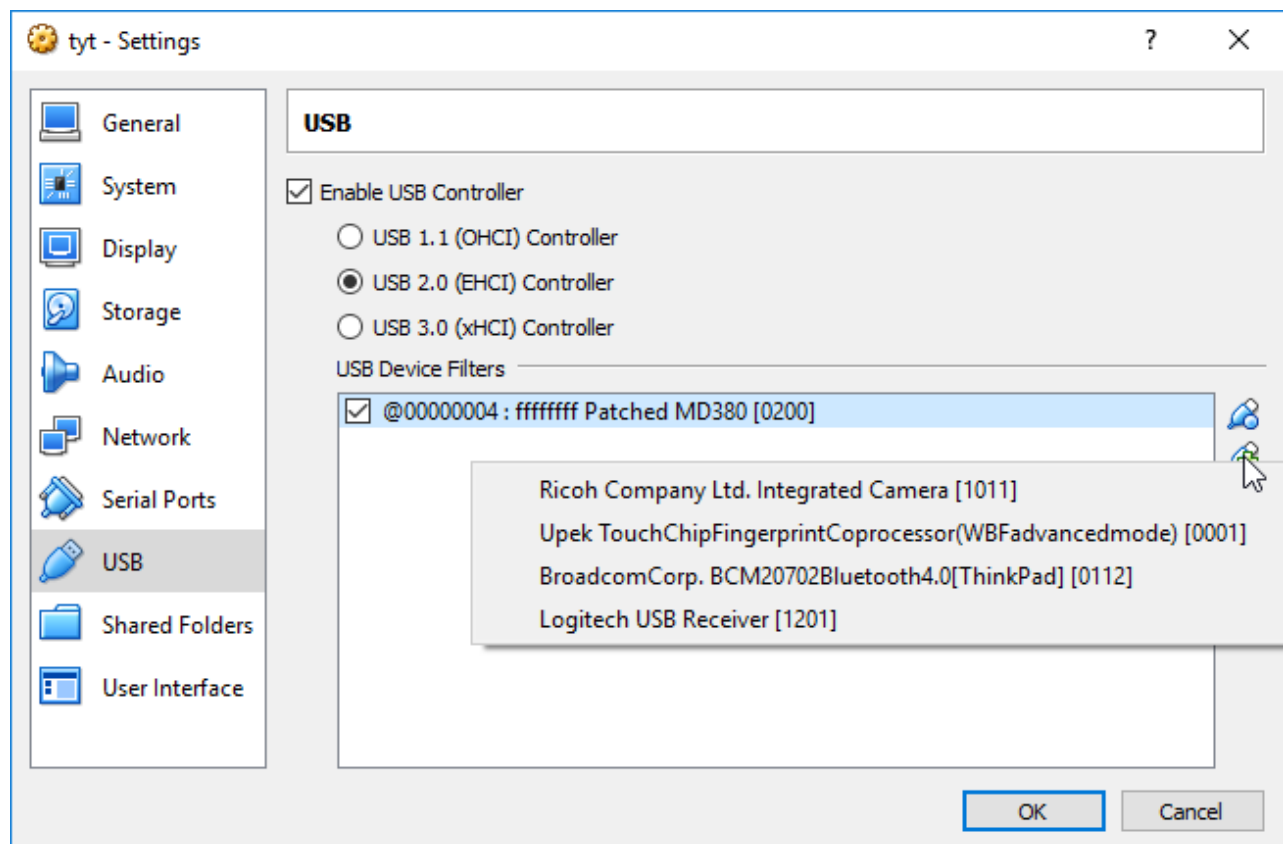 tyt - Settings
?
General
System
Display
Storage
Audio
Network
Serial Ports
USB
Shared Folders
User Interface
USB
Enable USB Controller
USB 1.1 (OHCI) Controller
USB 2.0 (EHCI) Controller
USB 3.0 (xHCI) Controller
USB Device Filters
@00000004 : ffffffff Patched MD380 [0200]
Ricoh Company Ltd. Integrated Camera [1011]
Upek TouchChipFingerprintCoprocessor(WBFadvancedmode) [0001]
BroadcomCorp. BCM20702Bluetooth4.0[ThinkPad] [0112]
Logitech USB Receiver [1201]
OK
Cancel